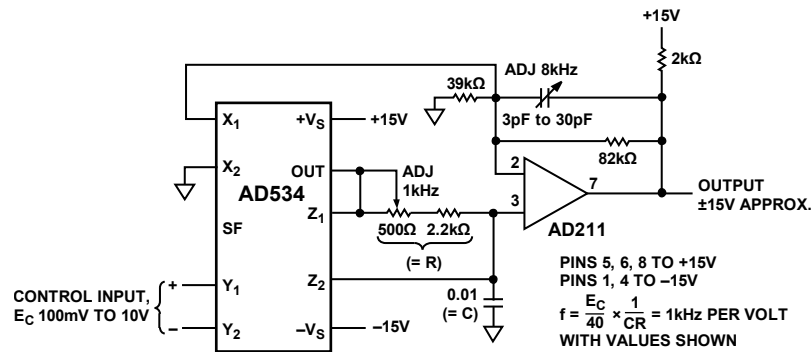 +15V
2kΩ
39kΩ
ADJ 8kHz
3pF to 30pF
82kΩ
X1
+VS
+15V
X2
OUT
ADJ
1kHz
AD534
SF
Z1
500Ω
2.2kΩ
(= R)
2
3
7
AD211
OUTPUT
±15V APPROX.
CONTROL INPUT,
EC 100mV TO 10V
+
–
Y1
Y2
Z2
–VS
–15V
0.01
(= C)
PINS 5, 6, 8 TO +15V
PINS 1, 4 TO –15V
f = EC/40 × 1/CR = 1kHz PER VOLT
WITH VALUES SHOWN